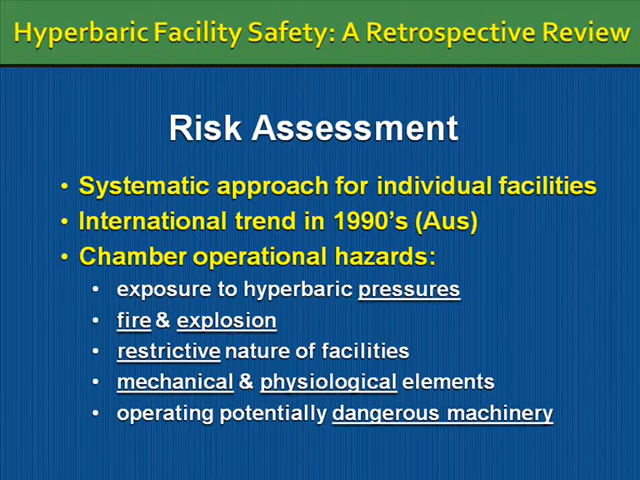 Hyperbaric Facility Safety: A Retrospective Review
Risk Assessment
• Systematic approach for individual facilities
• International trend in 1990's (Aus)
• Chamber operational hazards:
• exposure to hyperbaric pressures
• fire & explosion
• restrictive nature of facilities
• mechanical & physiological elements
• operating potentially dangerous machinery